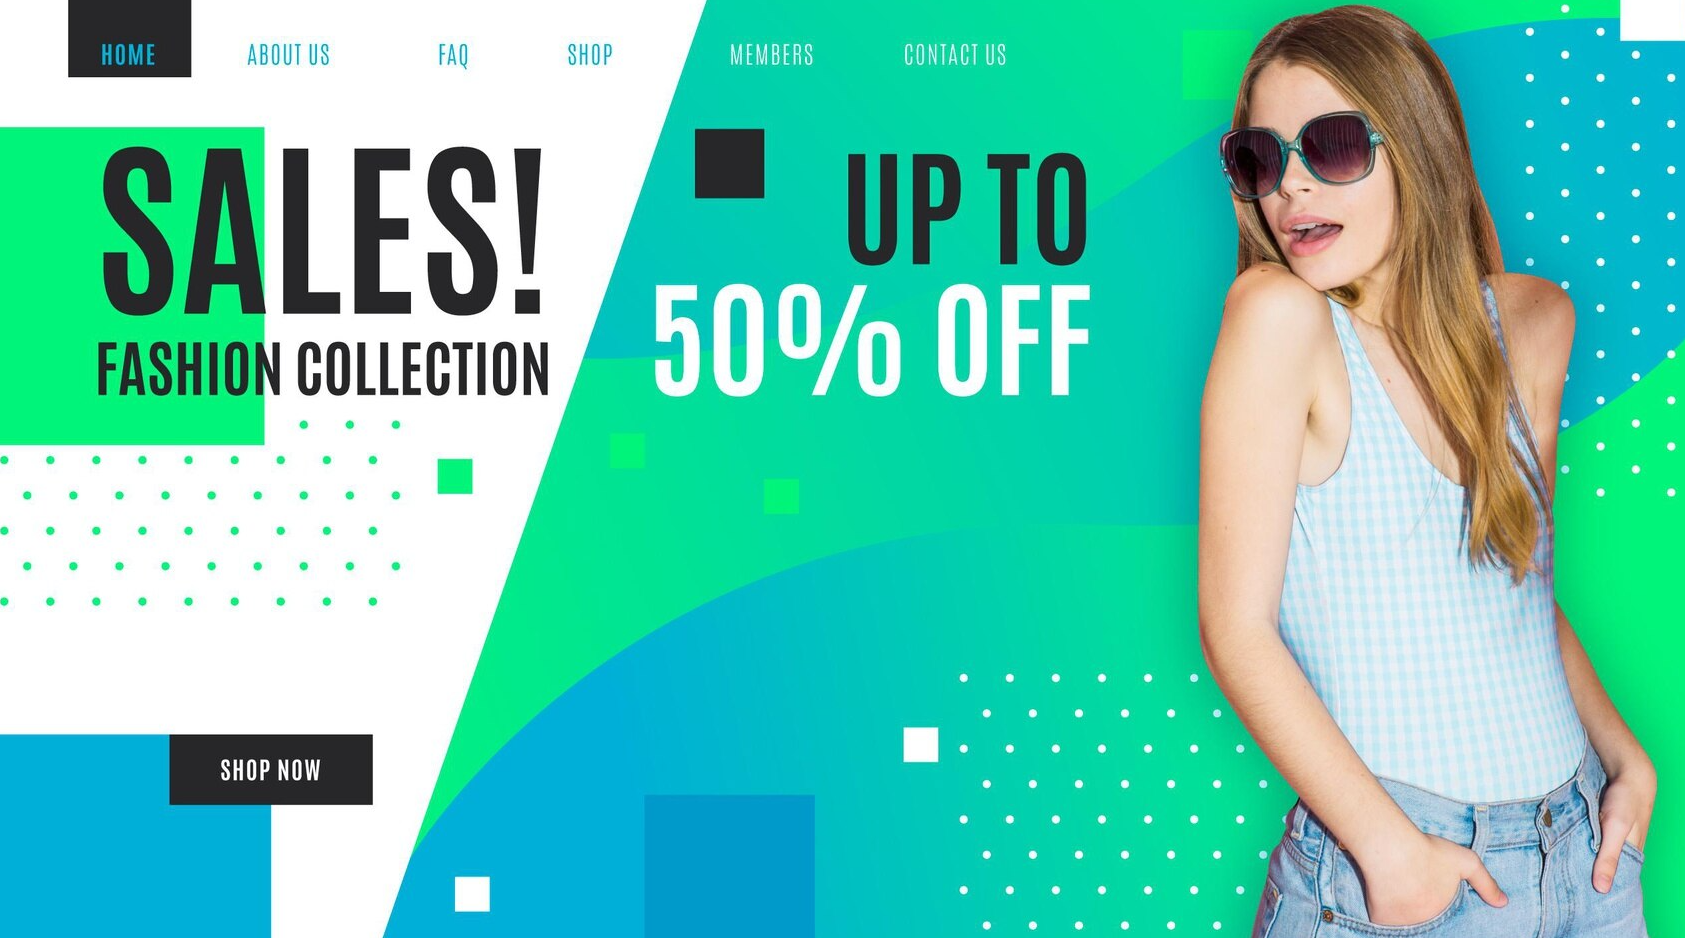 HOME ABOUT US FAQ SHOP MEMBERS CONTACT US
SALES!
FASHION COLLECTION
UP TO
50% OFF
SHOP NOW